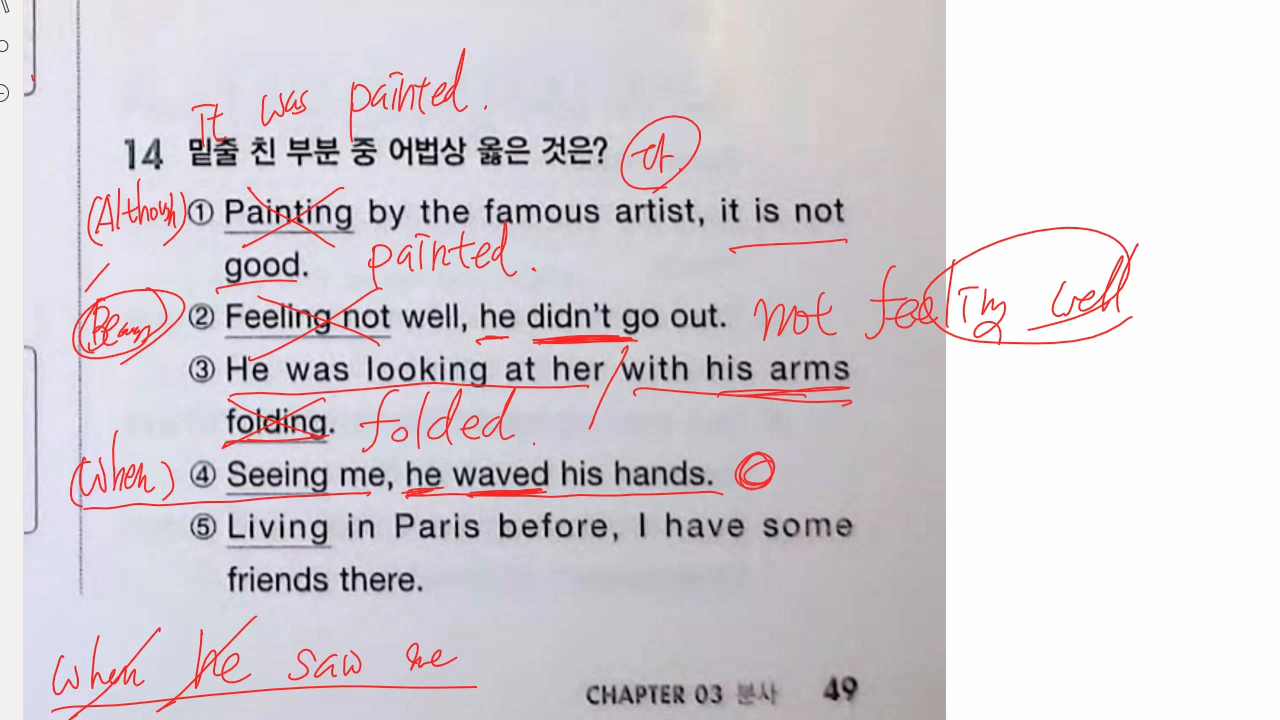 It was painted.
14 밑줄 친 부분 중 어법상 옳은 것은?
(Although) ① Painting by the famous artist, it is not
good. painted.
② Feeling not well, he didn't go out. not feeling well
③ He was looking at her with his arms
folding. folded.
(When) ④ Seeing me, he waved his hands.
⑤ Living in Paris before, I have some
friends there.
When he saw me
CHAPTER 03 분사 49